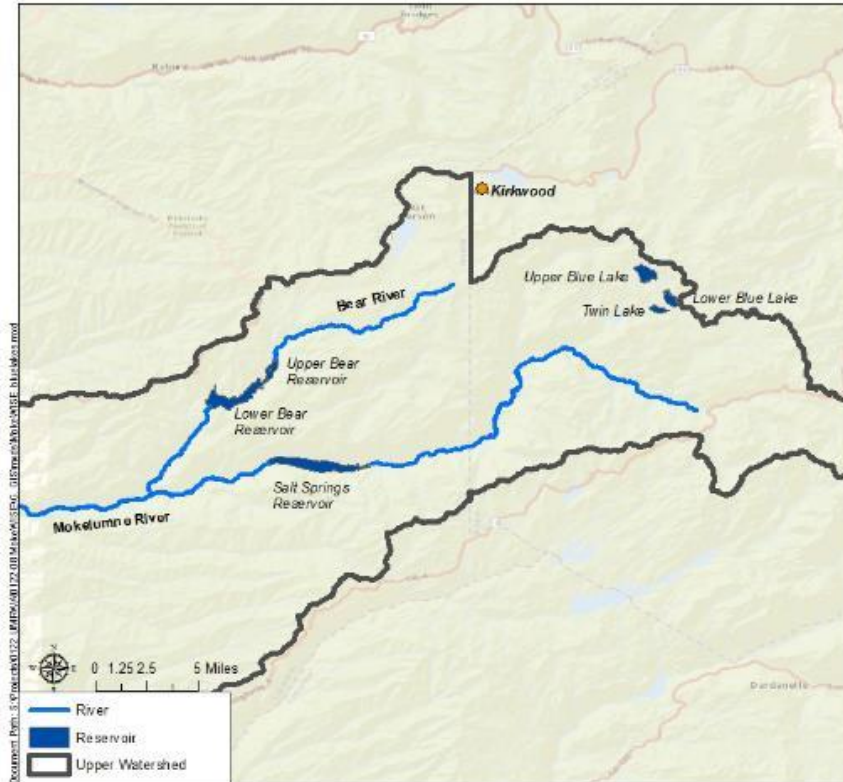 Kirkwood
Upper Blue Lake
Lower Blue Lake
Twin Lake
Bear River
Upper Bear
Reservoir
Lower Bear
Reservoir
Salt Springs
Reservoir
Mokelumne River
0 1.25 2.5 5 Miles
Dardanelle
River
Reservoir
Upper Watershed